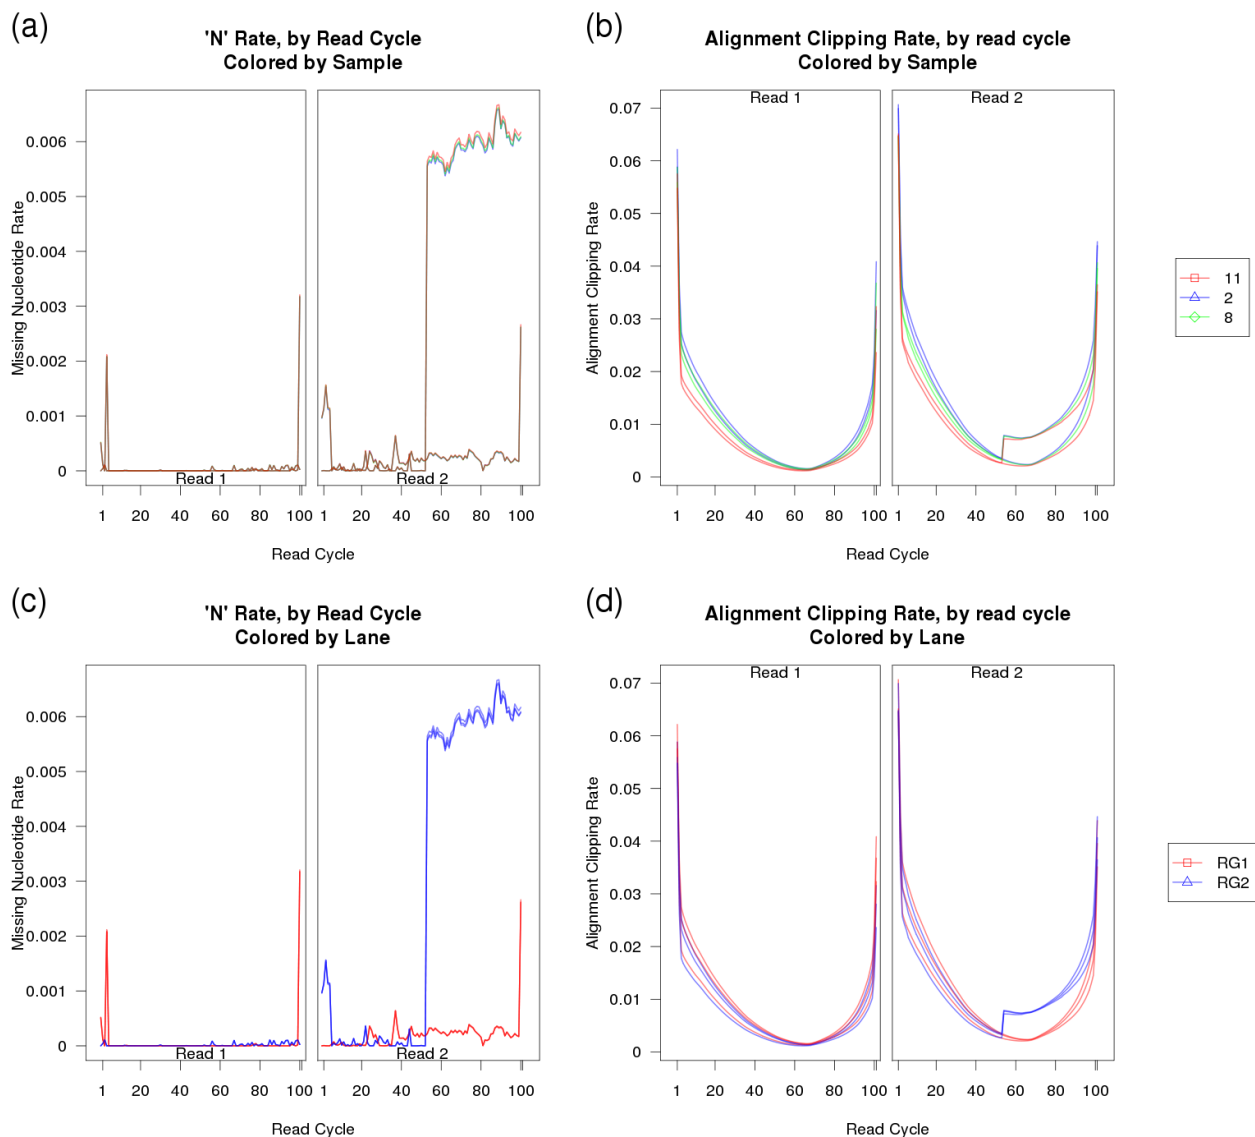 (a)
'N' Rate, by Read Cycle
Colored by Sample
Missing Nucleotide Rate
0.006
0.005
0.004
0.003
0.002
0.001
0
Read 1
Read 2
1 20 40 60 80 100
1 20 40 60 80 100
Read Cycle
(b)
Alignment Clipping Rate, by read cycle
Colored by Sample
Read 1
Read 2
Alignment Clipping Rate
0.07
0.06
0.05
0.04
0.03
0.02
0.01
0
1 20 40 60 80 100
1 20 40 60 80 100
Read Cycle
11
2
8
(c)
'N' Rate, by Read Cycle
Colored by Lane
Missing Nucleotide Rate
0.006
0.005
0.004
0.003
0.002
0.001
0
Read 1
Read 2
1 20 40 60 80 100
1 20 40 60 80 100
Read Cycle
(d)
Alignment Clipping Rate, by read cycle
Colored by Lane
Read 1
Read 2
Alignment Clipping Rate
0.07
0.06
0.05
0.04
0.03
0.02
0.01
0
1 20 40 60 80 100
1 20 40 60 80 100
Read Cycle
RG1
RG2